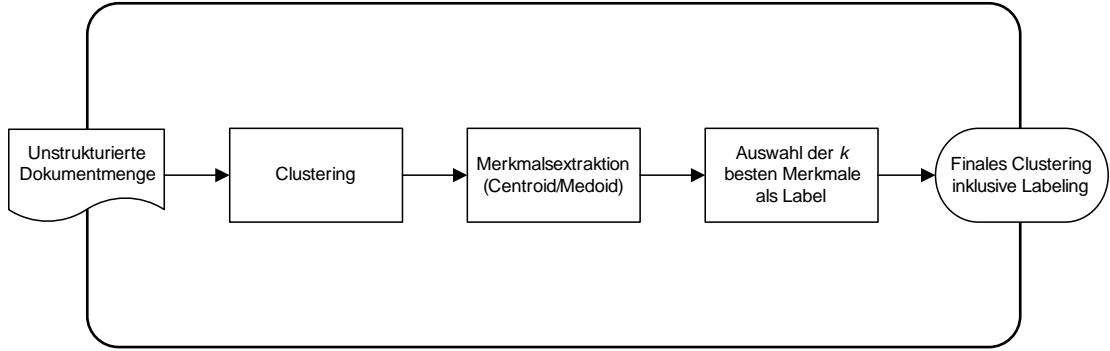 Unstrukturierte
Dokumentmenge
Clustering
Merkmalsextraktion
(Centroid/Medoid)
Auswahl der k
besten Merkmale
als Label
Finales Clustering
inklusive Labeling